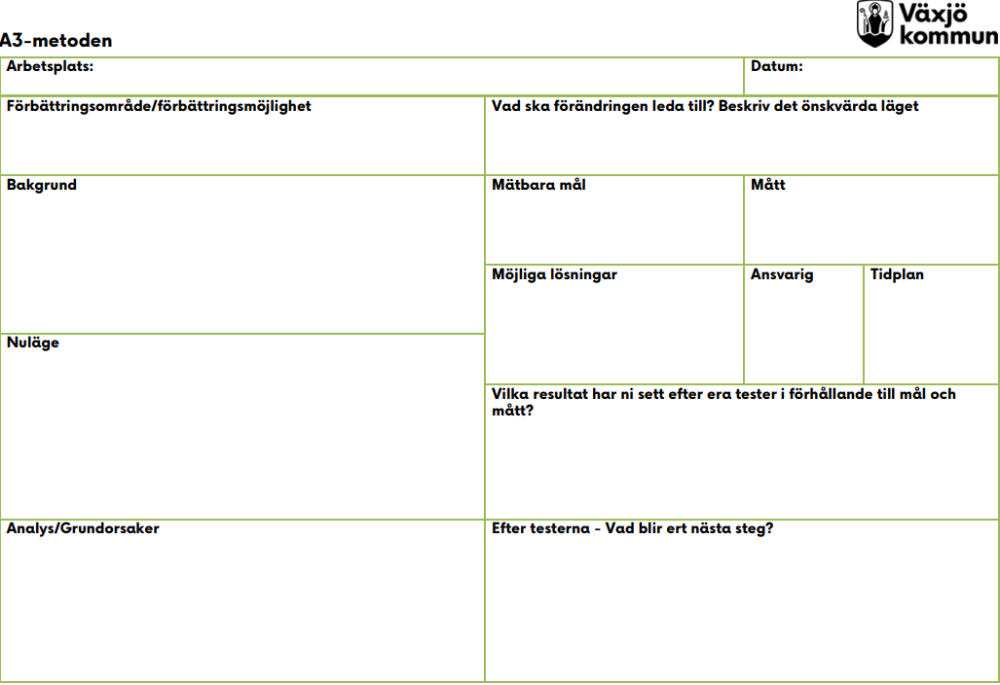 Växjö
kommun
A3-metoden
Arbetsplats:
Datum:
Förbättringsområde/förbättringsmöjlighet
Vad ska förändringen leda till? Beskriv det önskvärda läget
Bakgrund
Mätbara mål
Mått
Möjliga lösningar
Ansvarig
Tidplan
Nuläge
Vilka resultat har ni sett efter era tester i förhållande till mål och
mått?
Analys/Grundorsaker
Efter testerna - Vad blir ert nästa steg?